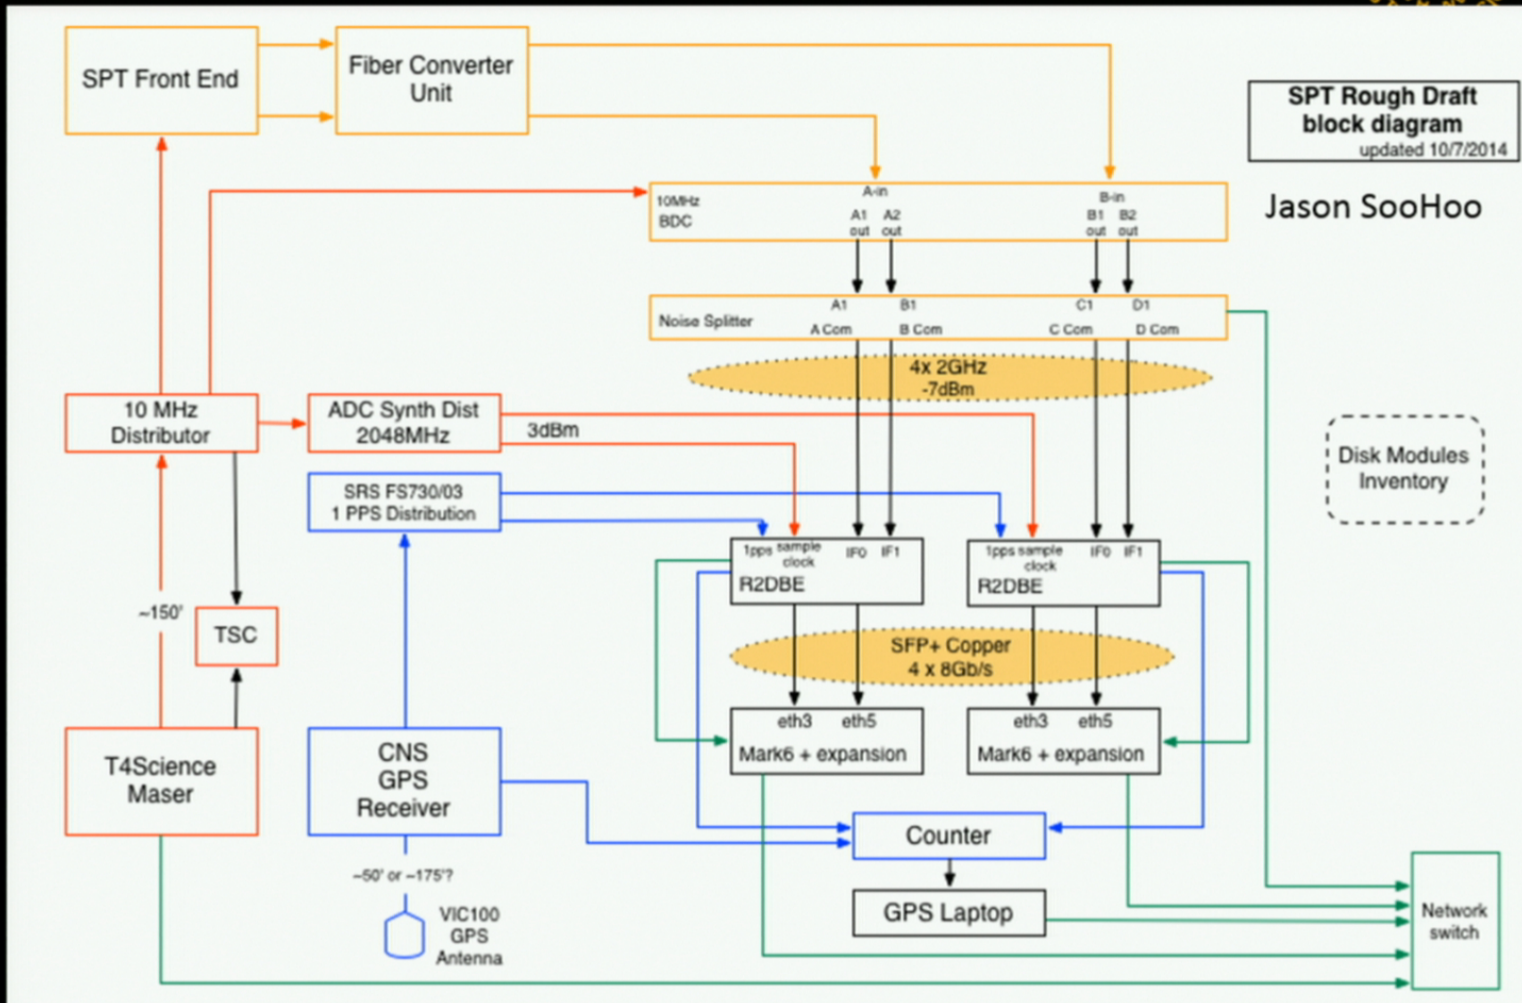 SPT Front End
Fiber Converter
Unit
SPT Rough Draft
block diagram
updated 10/7/2014
Jason SooHoo
10MHz
BDC
A-in
A1
out
A2
out
B-in
B1
out
B2
out
Noise Splitter
A1
B1
C1
D1
A Com
B Com
C Com
D Com
4x 2GHz
-7dBm
10 MHz
Distributor
ADC Synth Dist
2048MHz
3dBm
SRS FS730/03
1 PPS Distribution
Disk Modules
Inventory
1pps
sample
clock
IF0
IF1
R2DBE
1pps
sample
clock
IF0
IF1
R2DBE
~150'
TSC
SFP+ Copper
4 x 8Gb/s
eth3
eth5
Mark6 + expansion
eth3
eth5
Mark6 + expansion
T4Science
Maser
CNS
GPS
Receiver
Counter
~50' or ~175'?
GPS Laptop
VIC100
GPS
Antenna
Network
switch